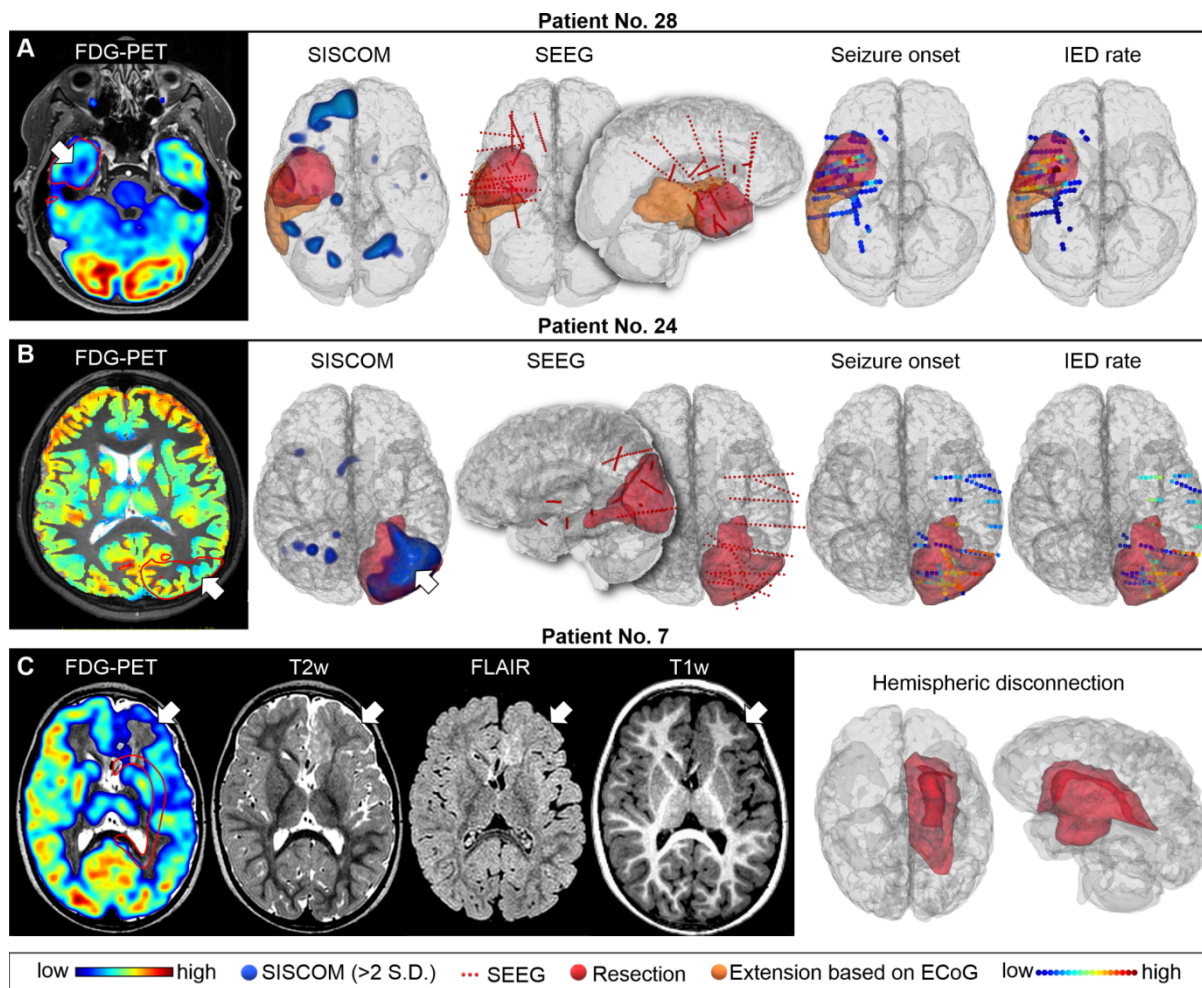 Patient No. 28
A FDG-PET SISCOM SEEG Seizure onset IED rate
Patient No. 24
B FDG-PET SISCOM SEEG Seizure onset IED rate
Patient No. 7
C FDG-PET T2w FLAIR T1w
Hemispheric disconnection
low high SISCOM (>2 S.D.) SEEG Resection Extension based on ECoG low high